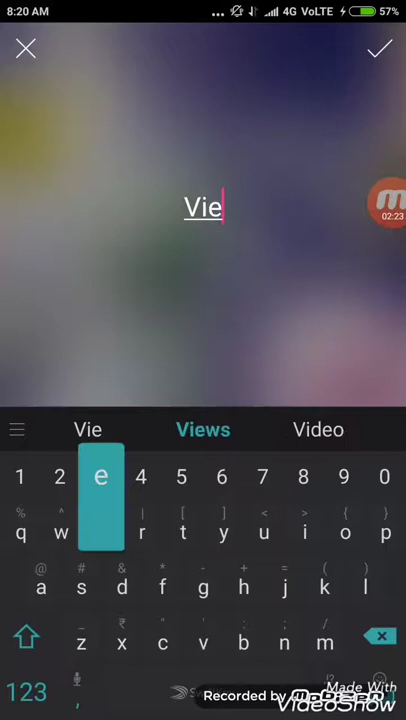 8:20 AM ... 4G VoLTE 57%
Vie
02:23
Vie Views Video
1 2 e 4 5 6 7 8 9 0
% ^ | [ ] < > { }
q w r t y u i o p
@ # & * - + = ( )
a s d f g h j k l
_ ₹ " ' : ; /
z x c v b n m
123 , !?
Recorded by
Made With
VideoShow